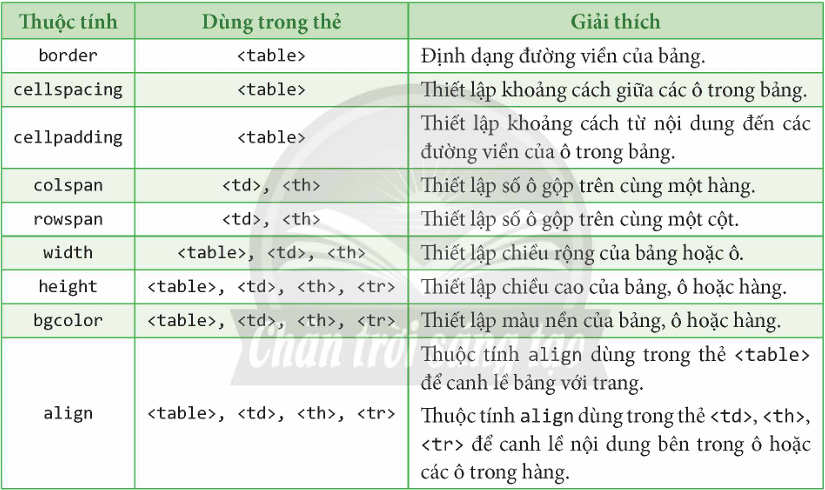 Thuộc tính Dùng trong thẻ Giải thích
border <table> Định dạng đường viền của bảng.
cellspacing <table> Thiết lập khoảng cách giữa các ô trong bảng.
cellpadding <table> Thiết lập khoảng cách từ nội dung đến các
đường viền của ô trong bảng.
colspan <td>, <th> Thiết lập số ô gộp trên cùng một hàng.
rowspan <td>, <th> Thiết lập số ô gộp trên cùng một cột.
width <table>, <td>, <th> Thiết lập chiều rộng của bảng hoặc ô.
height <table>, <td>, <th>, <tr> Thiết lập chiều cao của bảng, ô hoặc hàng.
bgcolor <table>, <td>, <th>, <tr> Thiết lập màu nền của bảng, ô hoặc hàng.
Chân trời sáng tạo
align <table>, <td>, <th>, <tr> Thuộc tính align dùng trong thẻ <table>
để canh lề bảng với trang.
Thuộc tính align dùng trong thẻ <td>, <th>,
<tr> để canh lề nội dung bên trong ô hoặc
các ô trong hàng.